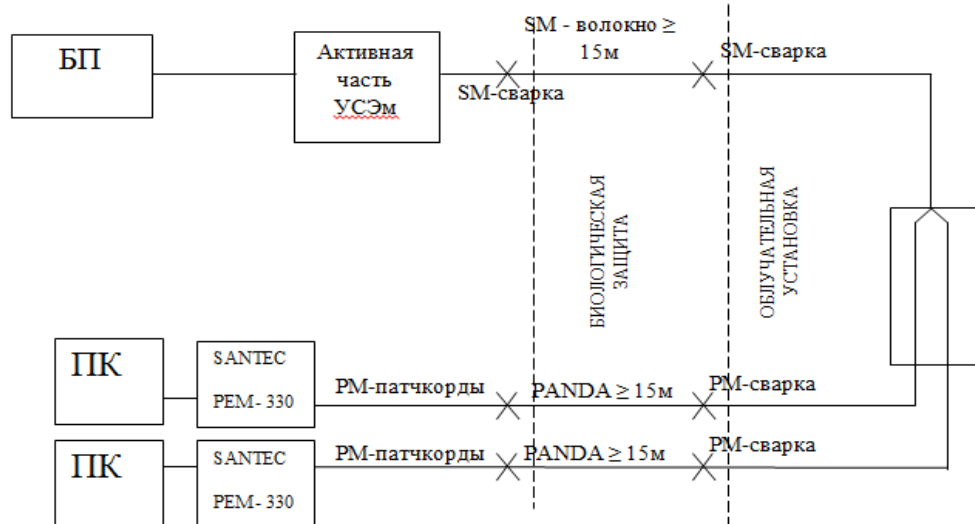 БП
Активная
часть
УСЭм
SM - волокно ≥
15м
SM-сварка
SM-сварка
БИОЛОГИЧЕСКАЯ
ЗАЩИТА
ОБЛУЧАТЕЛЬНАЯ
УСТАНОВКА
ПК
SANTEC
PEM- 330
PM-патчкорды
PANDA ≥ 15м
PM-сварка
ПК
SANTEC
PEM- 330
PM-патчкорды
PANDA ≥ 15м
PM-сварка